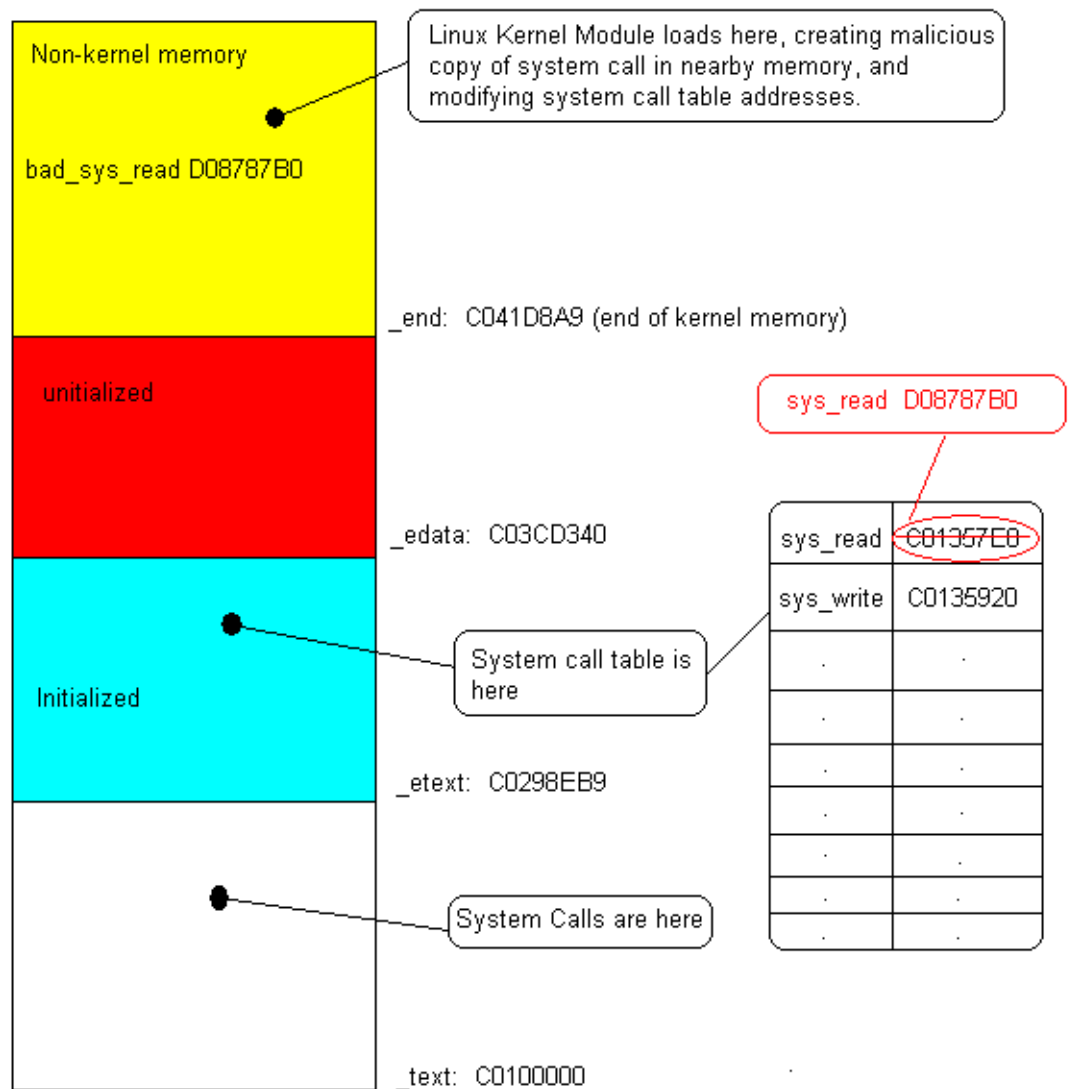 Non-kernel memory
Linux Kernel Module loads here, creating malicious
copy of system call in nearby memory, and
modifying system call table addresses.
bad_sys_read D08787B0
_end: C041D8A9 (end of kernel memory)
unitialized
sys_read D08787B0
_edata: C03CD340
sys_read C01357E0
sys_write C0135920
System call table is
here
Initialized
_etext: C0298EB9
System Calls are here
_text: C0100000